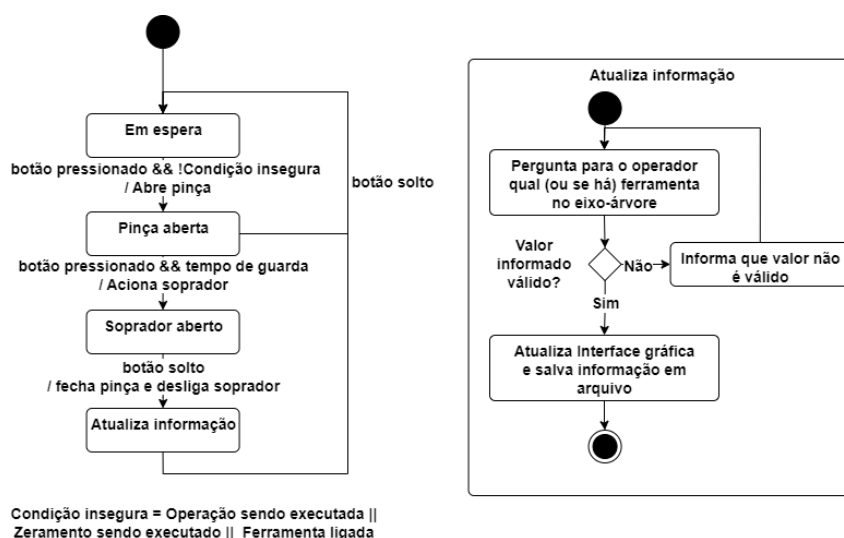 Em espera
botão pressionado && !Condição insegura
/ Abre pinça
botão solto
Pinça aberta
botão pressionado && tempo de guarda
/ Aciona soprador
Soprador aberto
botão solto
/ fecha pinça e desliga soprador
Atualiza informação
Condição insegura = Operação sendo executada ||
Zeramento sendo executado || Ferramenta ligada
Atualiza informação
Pergunta para o operador
qual (ou se há) ferramenta
no eixo-árvore
Valor
informado
válido?
Não
Informa que valor não
é válido
Sim
Atualiza Interface gráfica
e salva informação em
arquivo